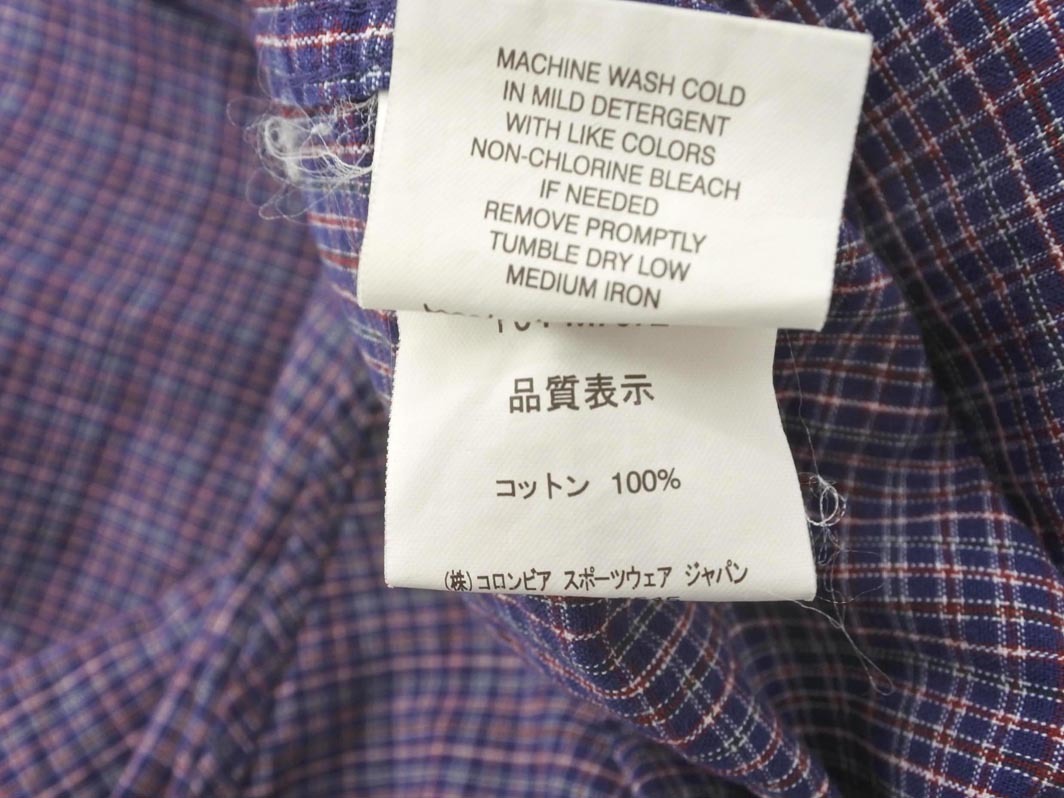 MACHINE WASH COLD
IN MILD DETERGENT
WITH LIKE COLORS
NON-CHLORINE BLEACH
IF NEEDED
REMOVE PROMPTLY
TUMBLE DRY LOW
MEDIUM IRON
品質表示
コットン 100%
(株)コロンビア スポーツウェア ジャパン